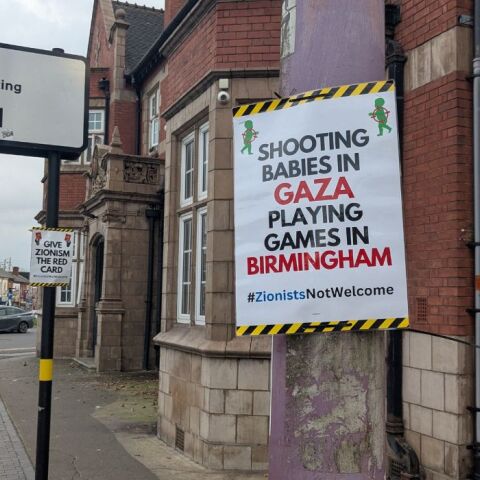 ing
SHOOTING
BABIES IN
GAZA
PLAYING
GAMES IN
BIRMINGHAM
#ZionistsNotWelcome
GIVE
ZIONISM
THE RED
CARD